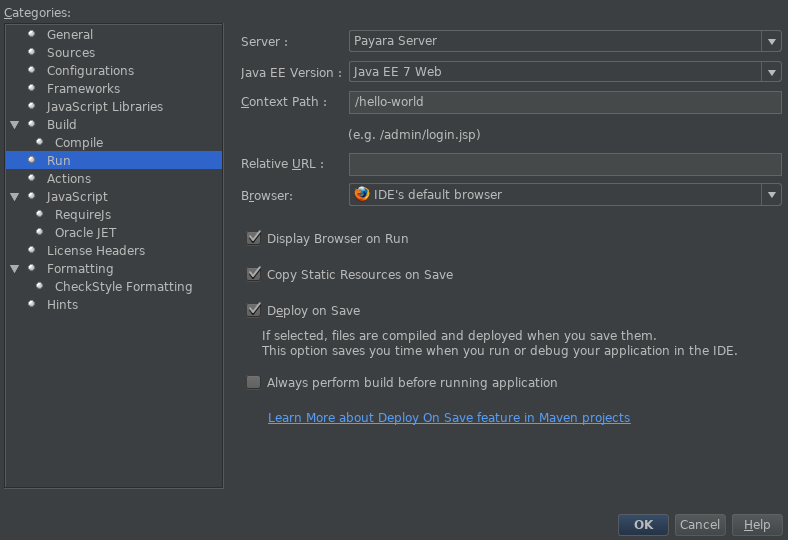 Categories:
General
Sources
Configurations
Frameworks
JavaScript Libraries
Build
Compile
Run
Actions
JavaScript
RequireJs
Oracle JET
License Headers
Formatting
CheckStyle Formatting
Hints
Server : Payara Server
Java EE Version : Java EE 7 Web
Context Path : /hello-world
(e.g. /admin/login.jsp)
Relative URL :
Browser: IDE's default browser
Display Browser on Run
Copy Static Resources on Save
Deploy on Save
If selected, files are compiled and deployed when you save them.
This option saves you time when you run or debug your application in the IDE.
Always perform build before running application
Learn More about Deploy On Save feature in Maven projects
OK Cancel Help